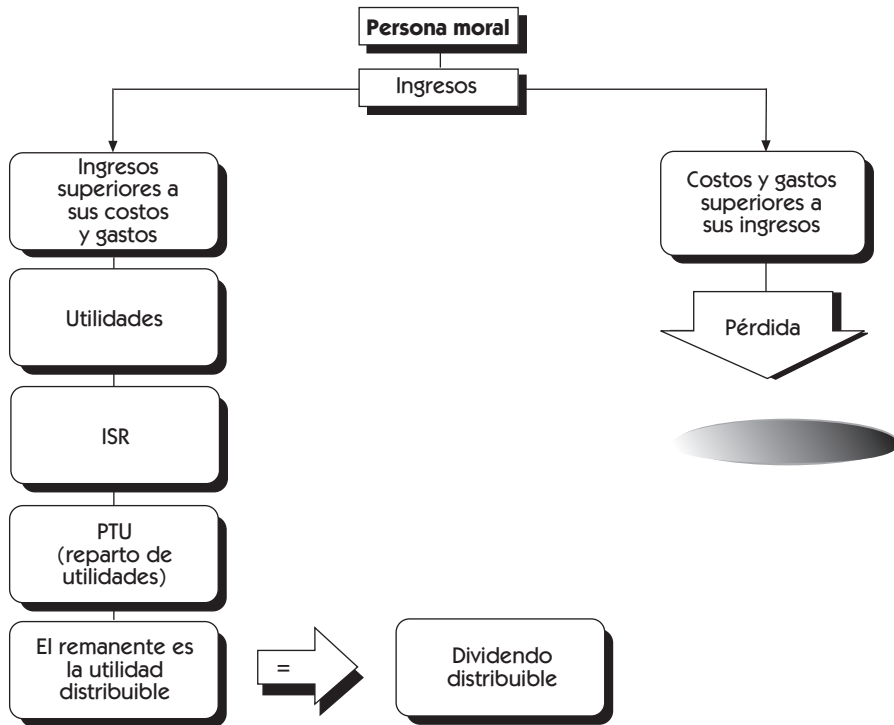 Persona moral
Ingresos
Ingresos
superiores a
sus costos
y gastos
Utilidades
ISR
PTU
(reparto de
utilidades)
El remanente es
la utilidad
distribuible
=
Dividendo
distribuible
Costos y gastos
superiores a
sus ingresos
Pérdida